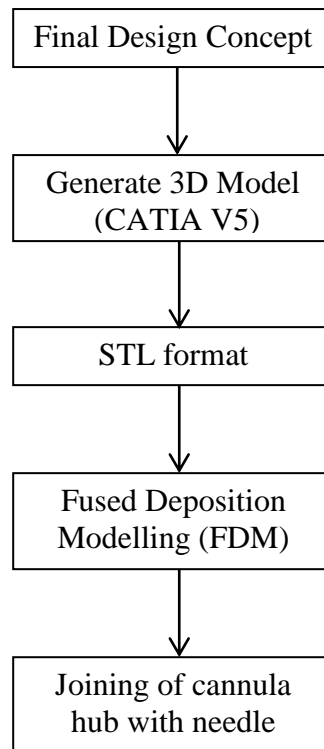 Final Design Concept
Generate 3D Model
(CATIA V5)
STL format
Fused Deposition
Modelling (FDM)
Joining of cannula
hub with needle